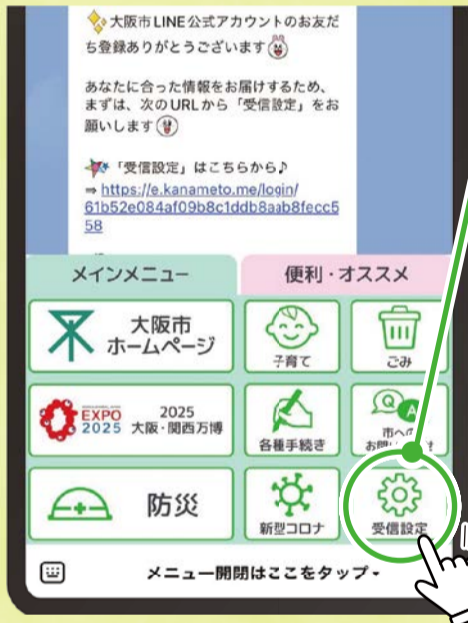 大阪市LINE公式アカウントのお友だ
ち登録ありがとうございます
あなたに合った情報をお届けするため、
まずは、次のURLから「受信設定」をお
願いします
「受信設定」はこちらから♪
⇒ https://e.kanameto.me/login/
61b52e084af09b8c1ddb8aab8fecc5
58
メインメニュー
便利・オススメ
大阪市
ホームページ
子育て
ごみ
EXPO
2025
2025
大阪・関西万博
各種手続き
Q
A
市への
防災
新型コロナ
受信設定
メニュー開閉はここをタップ